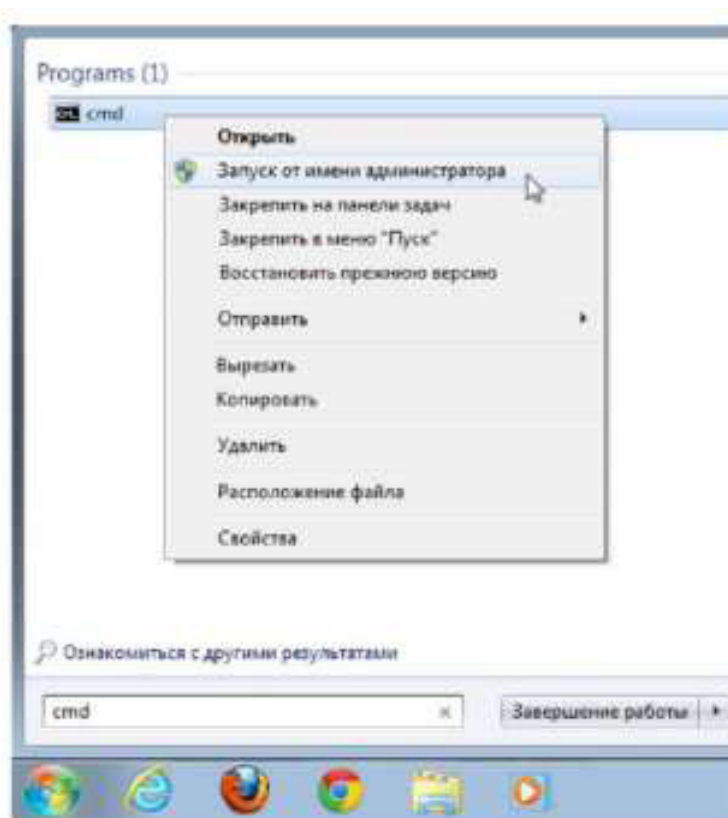 Programs (1)
cmd
Открыть
Запуск от имени администратора
Закрепить на панели задач
Закрепить в меню "Пуск"
Восстановить прежнюю версию
Отправить
Вырезать
Копировать
Удалить
Расположение файла
Свойства
Ознакомиться с другими результатами
cmd
Завершение работы